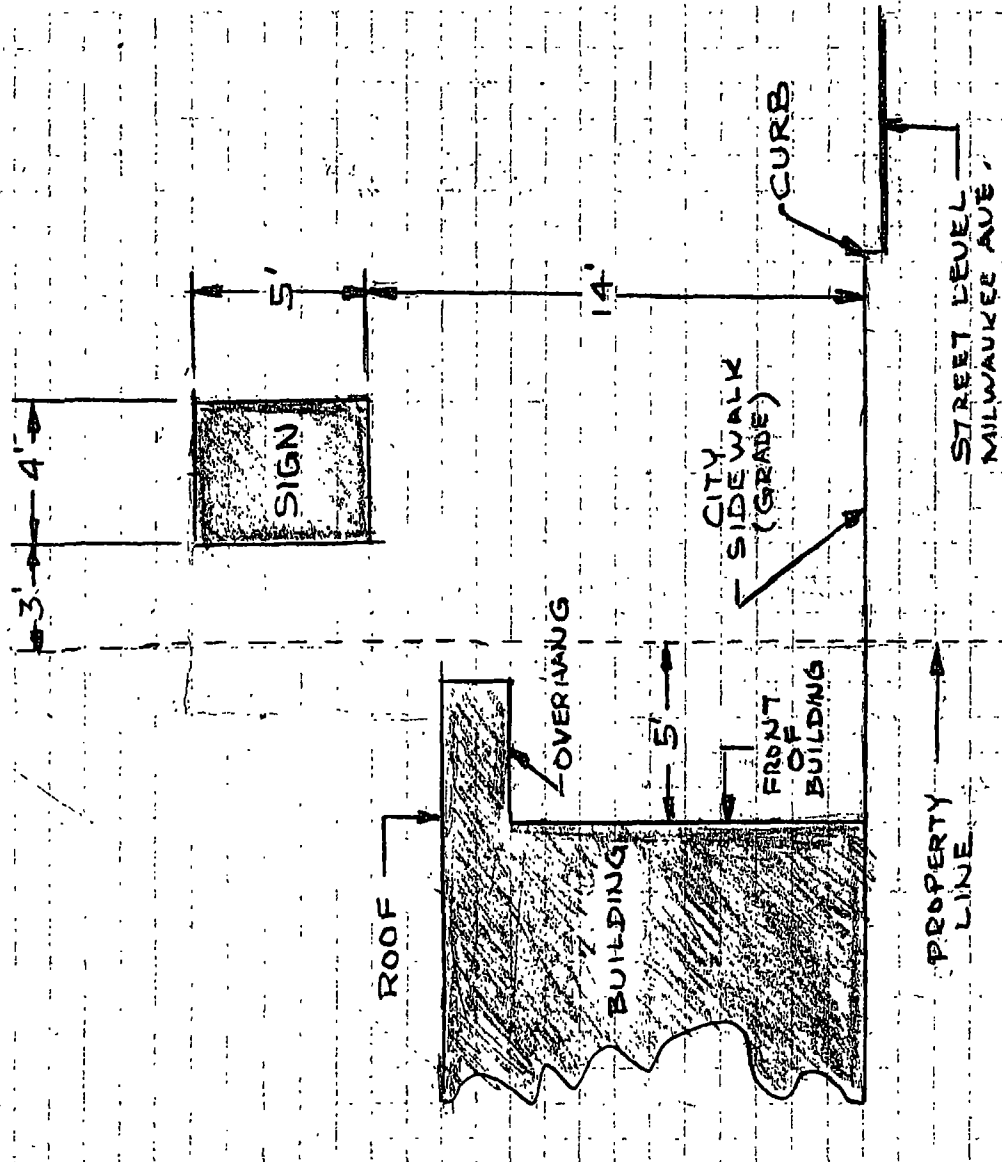 3'
4'
5'
SIGN
14'
CURB
STREET LEVEL
MILWAUKEE AVE.
CITY
SIDEWALK
(GRADE)
OVERHANG
ROOF
5'
FRONT
OF
BUILDING
BUILDING
PROPERTY
LINE